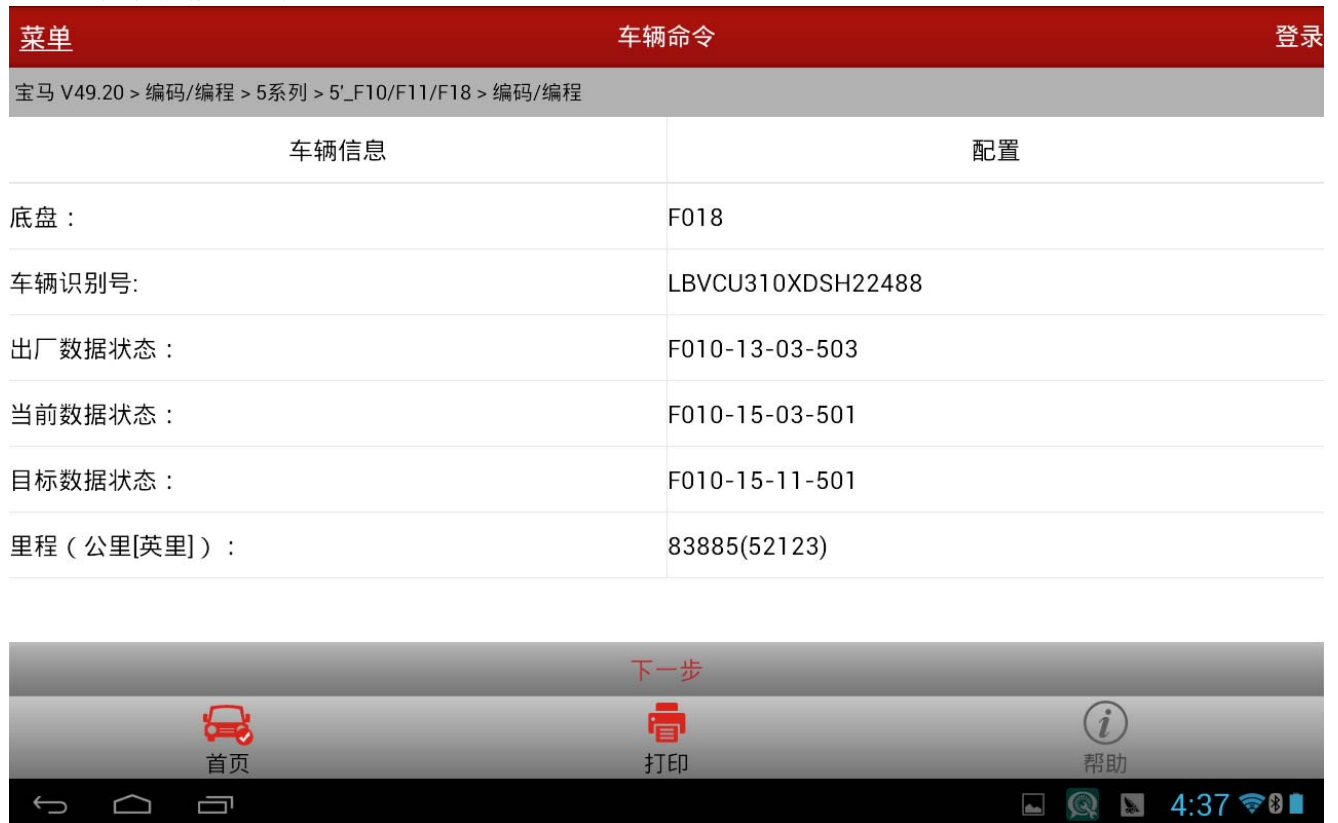 菜单 车辆命令 登录
宝马 V49.20 > 编码/编程 > 5系列 > 5'_F10/F11/F18 > 编码/编程
车辆信息 配置
底盘： F018
车辆识别号: LBVCU310XDSH22488
出厂数据状态： F010-13-03-503
当前数据状态： F010-15-03-501
目标数据状态： F010-15-11-501
里程（公里[英里]）： 83885(52123)
下一步
首页 打印 帮助
4:37